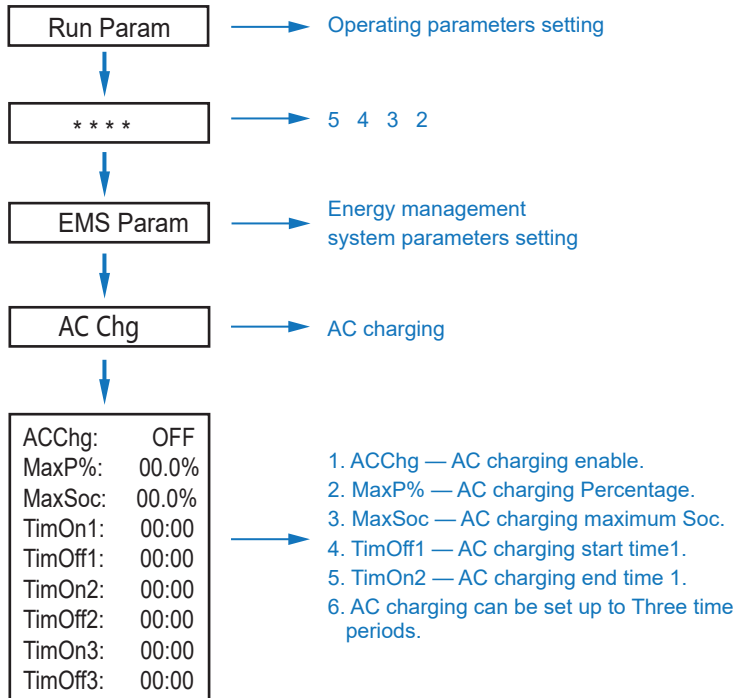 Run Param
Operating parameters setting
* * * *
5 4 3 2
EMS Param
Energy management
system parameters setting
AC Chg
AC charging
ACChg: OFF
MaxP%: 00.0%
MaxSoc: 00.0%
TimOn1: 00:00
TimOff1: 00:00
TimOn2: 00:00
TimOff2: 00:00
TimOn3: 00:00
TimOff3: 00:00
1. ACChg — AC charging enable.
2. MaxP% — AC charging Percentage.
3. MaxSoc — AC charging maximum Soc.
4. TimOff1 — AC charging start time1.
5. TimOn2 — AC charging end time 1.
6. AC charging can be set up to Three time
periods.